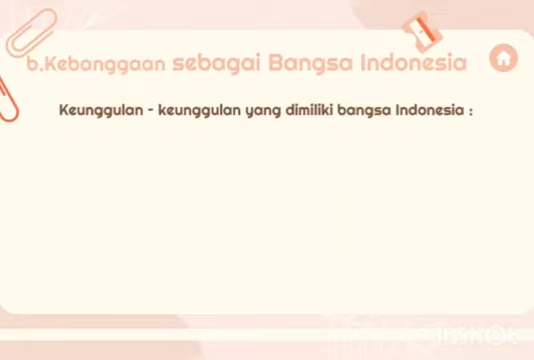 b.Kebanggaan sebagai Bangsa Indonesia
Keunggulan - keunggulan yang dimiliki bangsa Indonesia :